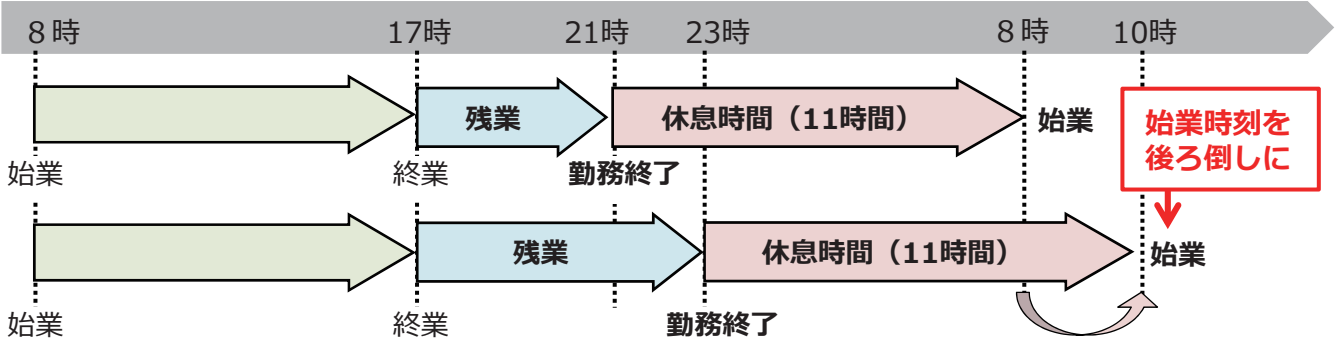 ８時 17時 21時 23時 ８時 10時
残業 休息時間（11時間） 始業
始業時刻を
後ろ倒しに
始業 終業 勤務終了
残業 休息時間（11時間） 始業
始業 終業 勤務終了